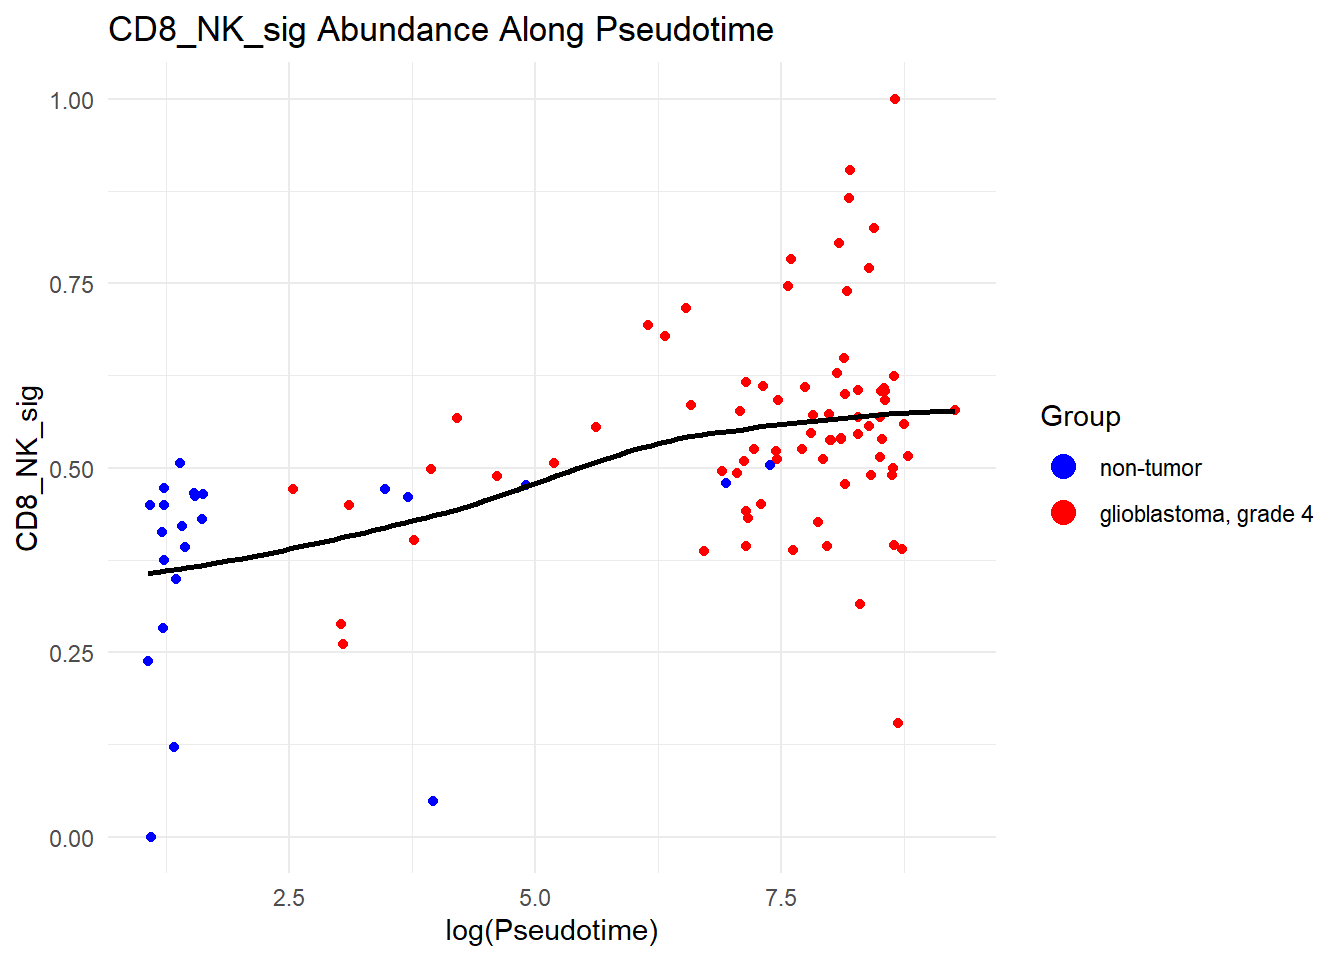 CD8_NK_sig Abundance Along Pseudotime
1.00
0.75
0.50
0.25
0.00
CD8_NK_sig
2.5 5.0 7.5
log(Pseudotime)
Group
non-tumor
glioblastoma, grade 4